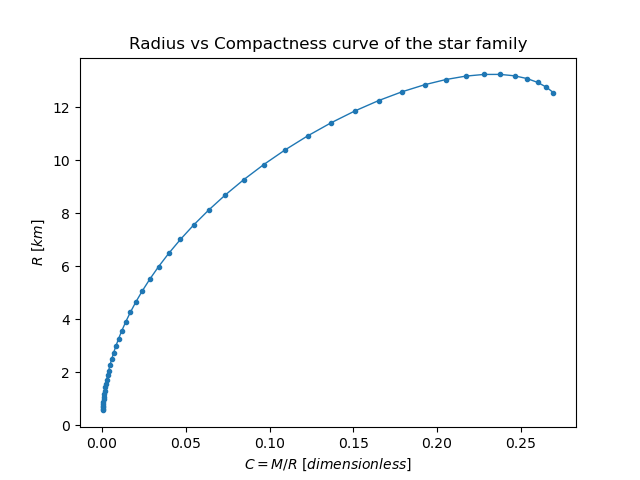 Radius vs Compactness curve of the star family
12
10
8
6
4
2
0
R [km]
0.00 0.05 0.10 0.15 0.20 0.25
C = M/R [dimensionless]